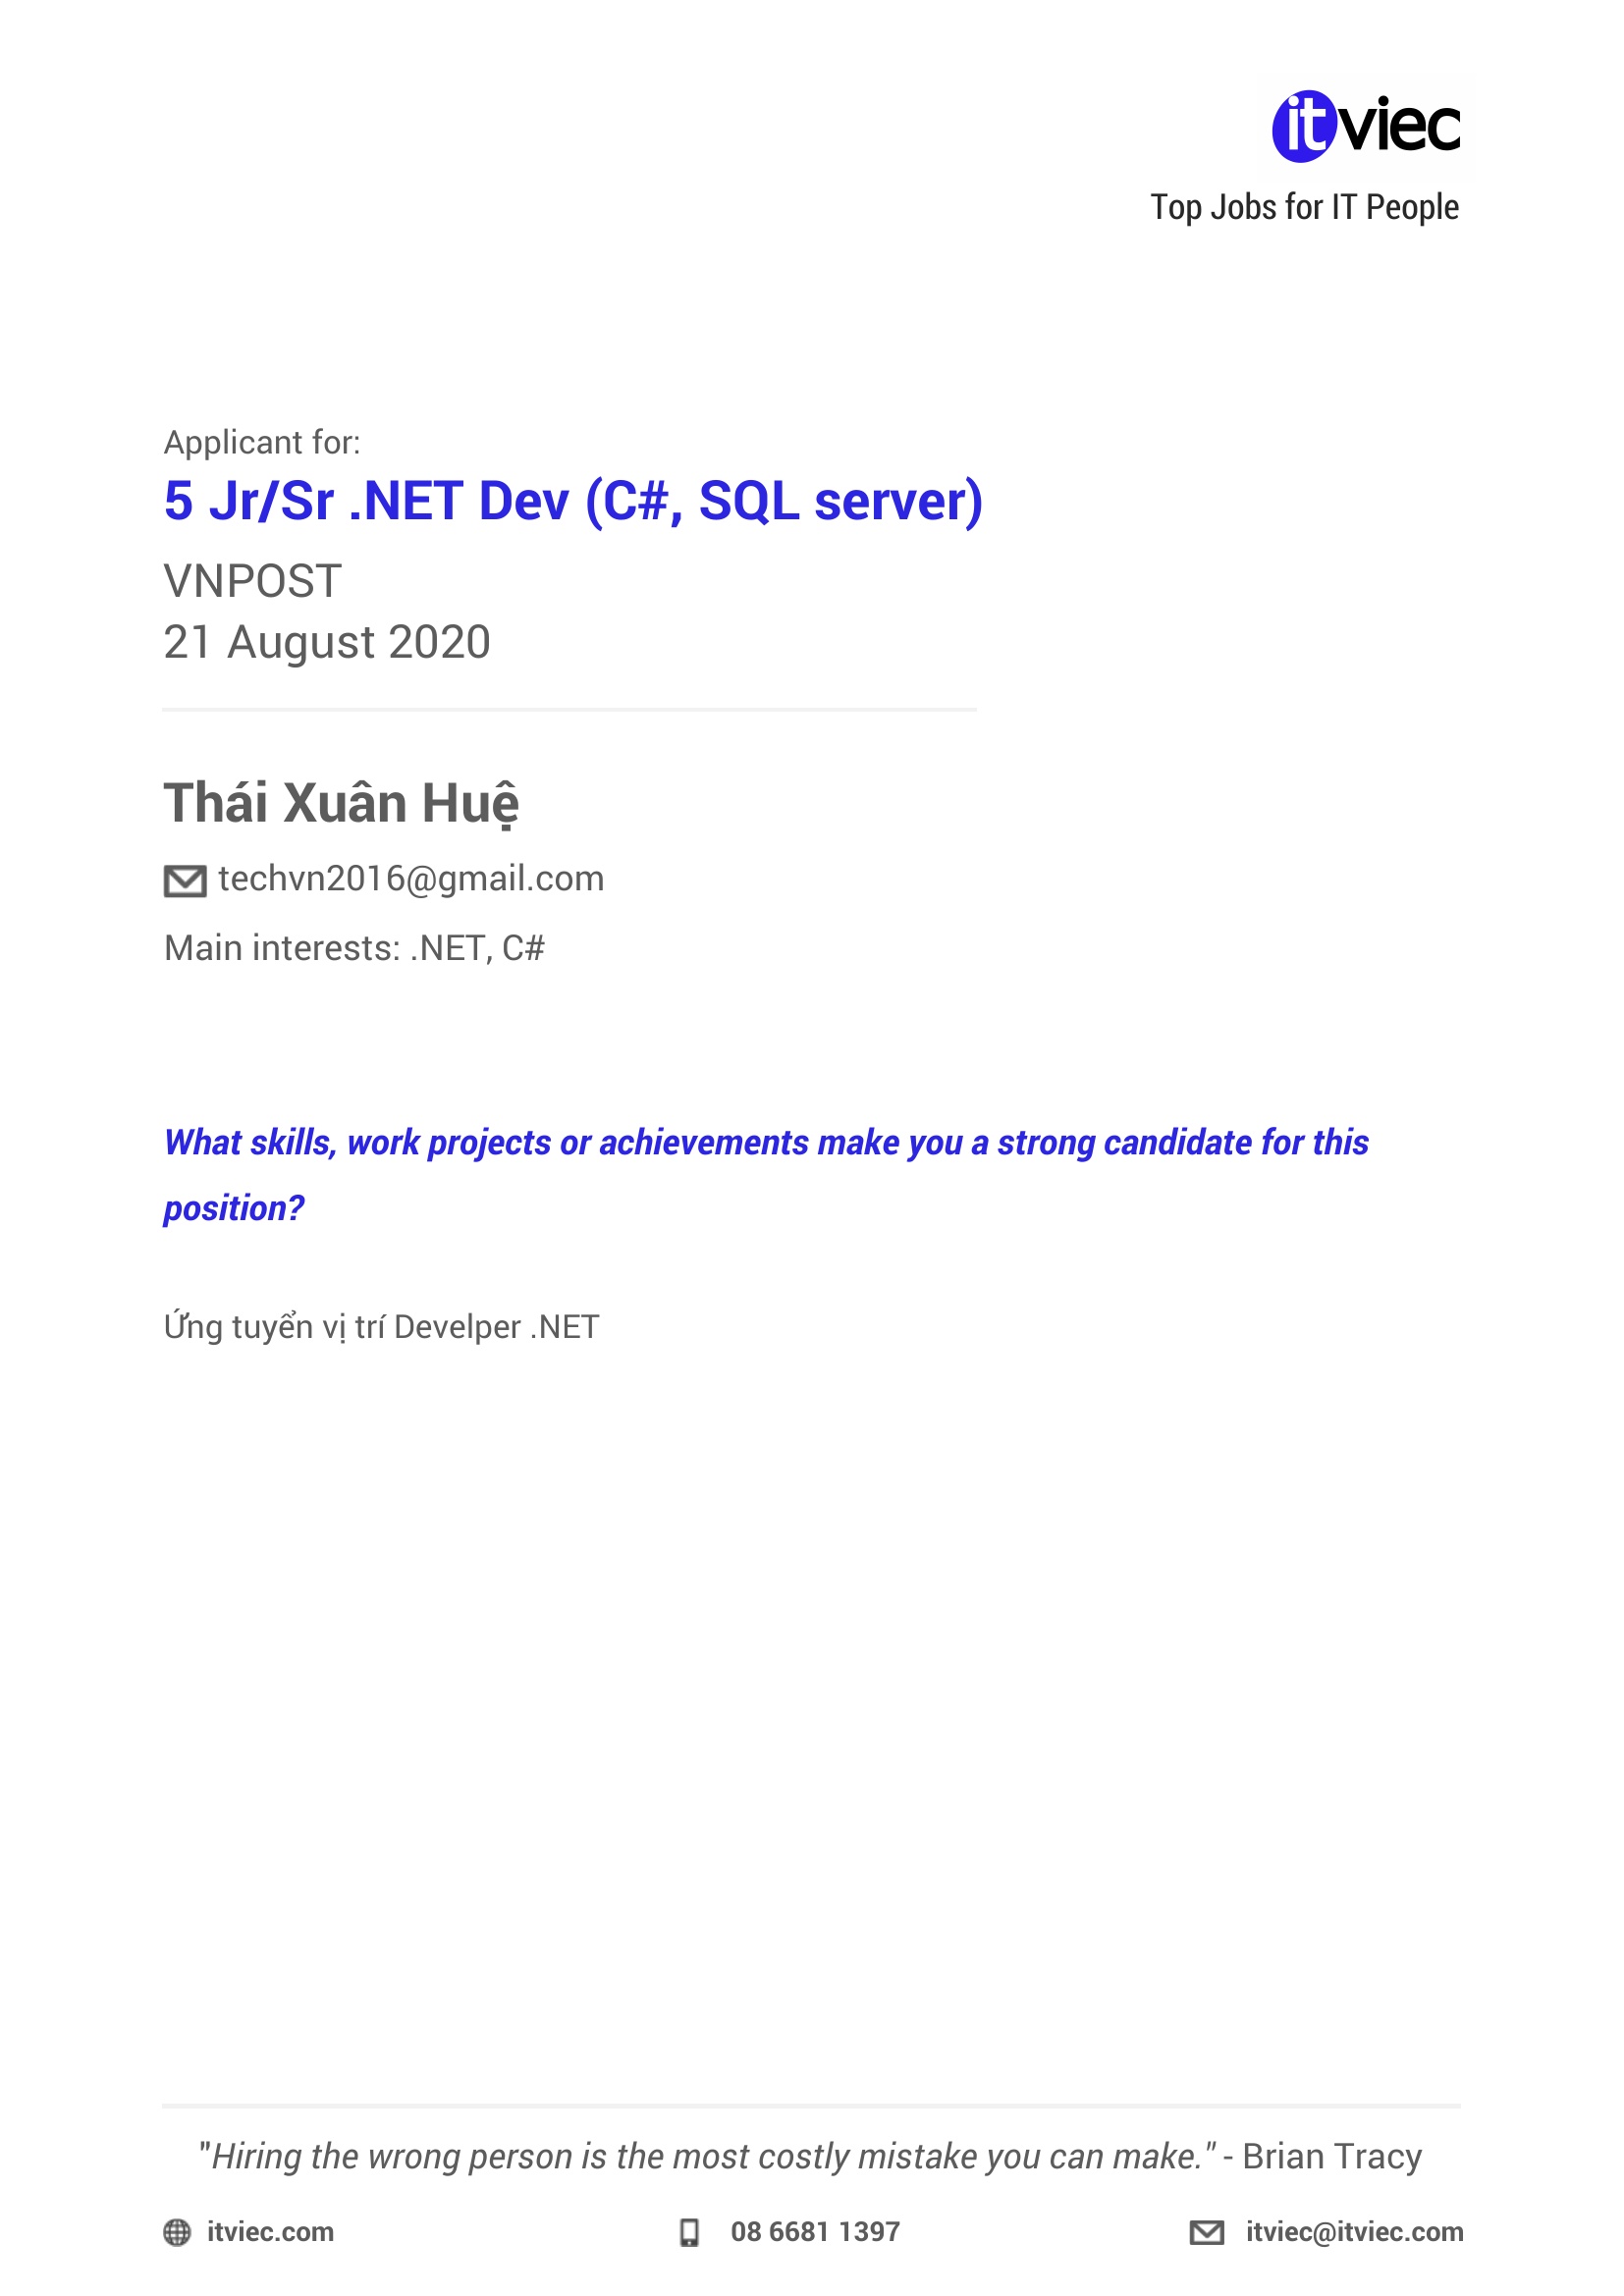 itviec
Top Jobs for IT People
Applicant for:
5 Jr/Sr .NET Dev (C#, SQL server)
VNPOST
21 August 2020
Thái Xuân Huệ
techvn2016@gmail.com
Main interests: .NET, C#
What skills, work projects or achievements make you a strong candidate for this
position?
Ứng tuyển vị trí Develper .NET
"Hiring the wrong person is the most costly mistake you can make." - Brian Tracy
itviec.com 08 6681 1397 itviec@itviec.com